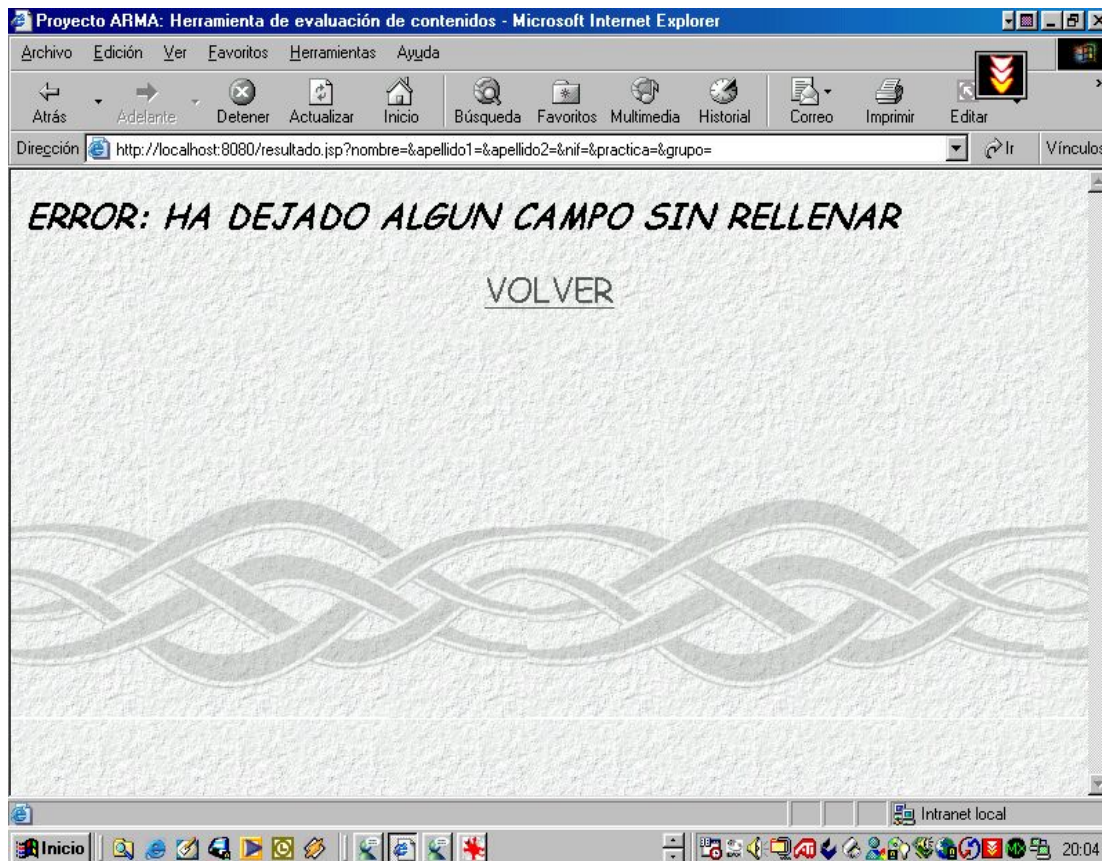 Proyecto ARMA: Herramienta de evaluación de contenidos - Microsoft Internet Explorer
Archivo Edición Ver Favoritos Herramientas Ayuda
Atrás Adelante Detener Actualizar Inicio Búsqueda Favoritos Multimedia Historial Correo Imprimir Editar
Dirección http://localhost:8080/resultado.jsp?nombre=&apellido1=&apellido2=&nif=&practica=&grupo= Ir Vínculos
ERROR: HA DEJADO ALGUN CAMPO SIN RELLENAR
VOLVER
Intranet local
Inicio 20:04